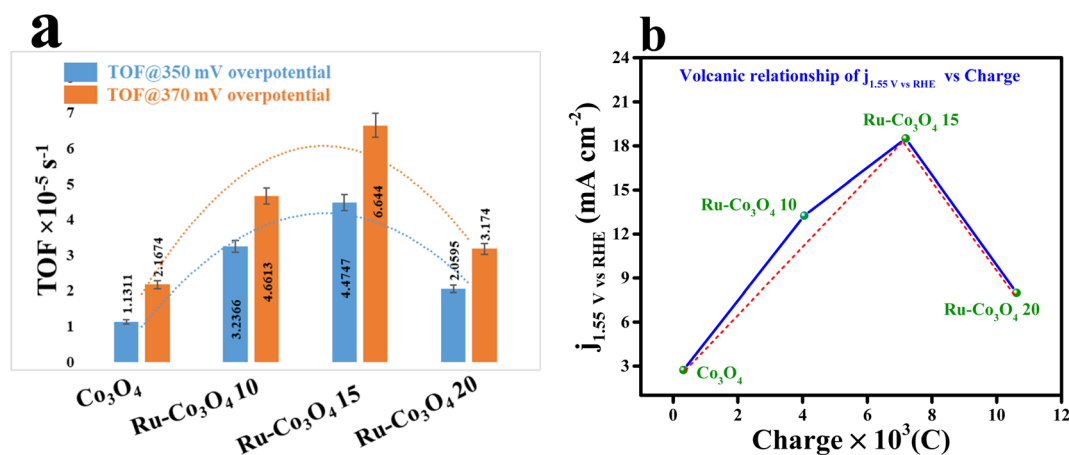 a
TOF@350 mV overpotential
TOF@370 mV overpotential
TOF ×10⁻⁵ s⁻¹
7
6
5
4
3
2
1
0
1.1311
2.1674
3.2366
4.6613
4.4747
6.644
2.0595
3.174
Co₃O₄
Ru-Co₃O₄ 10
Ru-Co₃O₄ 15
Ru-Co₃O₄ 20
b
Volcanic relationship of j₁.₅₅ V vs RHE vs Charge
j₁.₅₅ V vs RHE (mA cm⁻²)
24
21
18
15
12
9
6
3
Ru-Co₃O₄ 15
Ru-Co₃O₄ 10
Ru-Co₃O₄ 20
Co₃O₄
0
2
4
6
8
10
12
Charge × 10³(C)